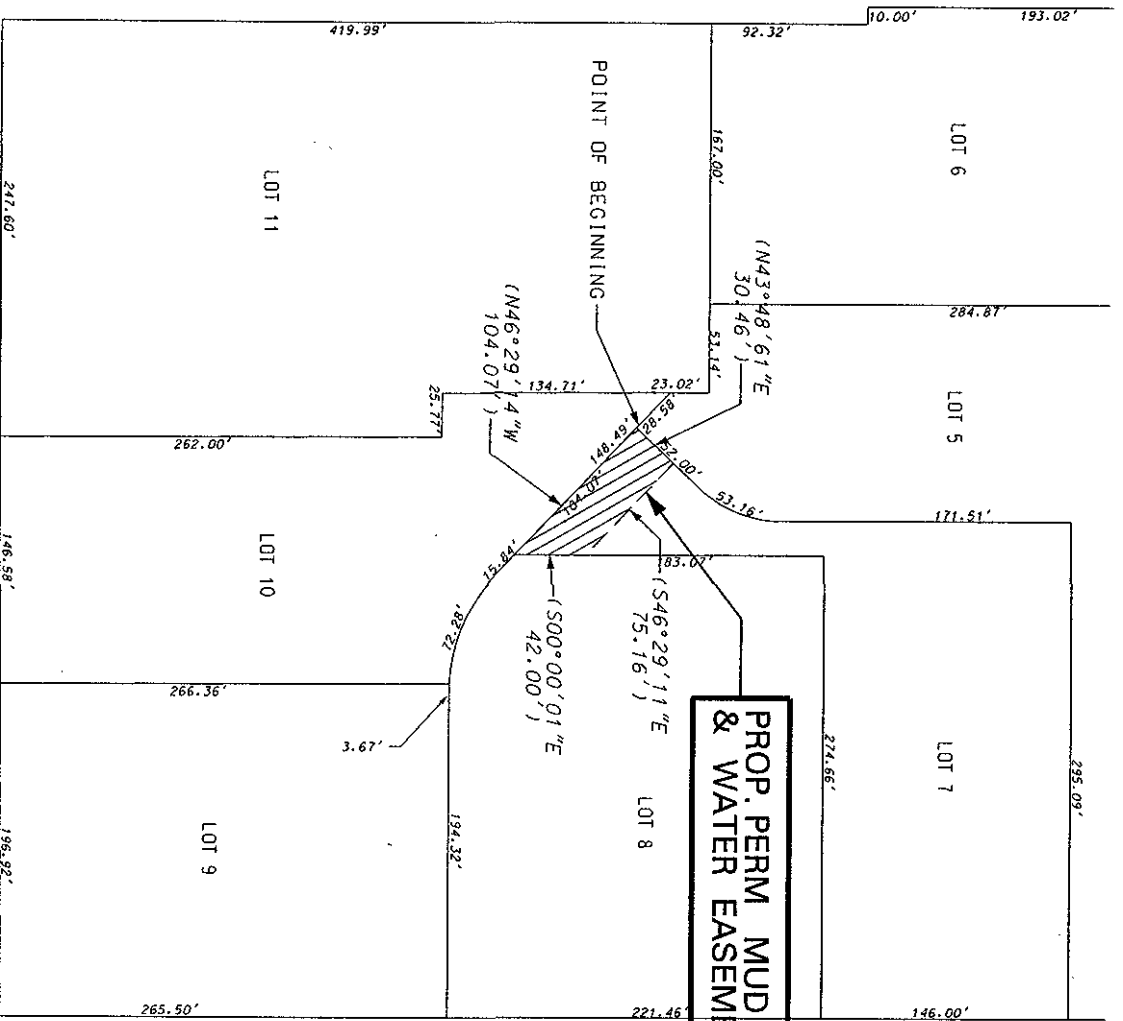 10.00'
193.02'
419.99'
92.32'
POINT OF BEGINNING
LOT 6
167.00'
LOT 11
247.60'
(N43°48'61"E
30.46')
284.87'
53.14'
LOT 5
(N46°29'14"W
104.07')
134.71'
23.02'
28.58'
25.77'
262.00'
148.49'
52.00'
104.07'
53.16'
171.51'
LOT 10
146.58'
15.84'
183.07'
(S46°29'11"E
75.16')
(S00°00'01"E
42.00')
72.28'
266.36'
3.67'
PROP. PERM MUD
& WATER
274.66'
LOT 7
295.09'
LOT 8
194.32'
LOT 9
196.92'
265.50'
221.46'
146.00'